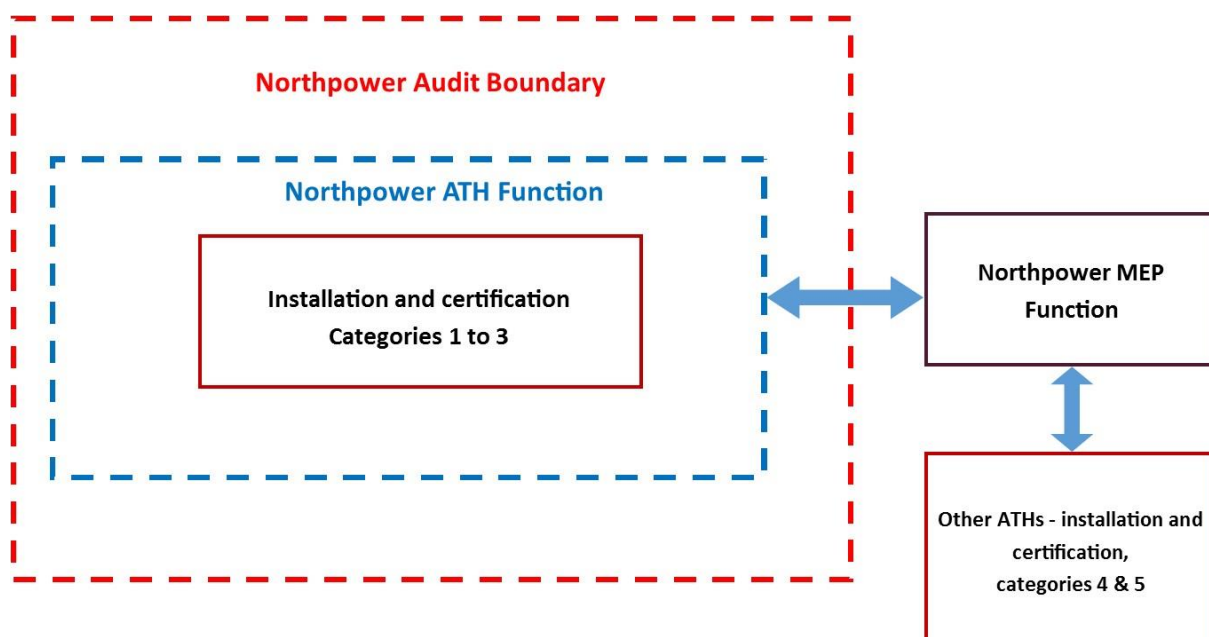 Northpower Audit Boundary
Northpower ATH Function
Installation and certification
Categories 1 to 3
Northpower MEP
Function
Other ATHs - installation and
certification,
categories 4 & 5